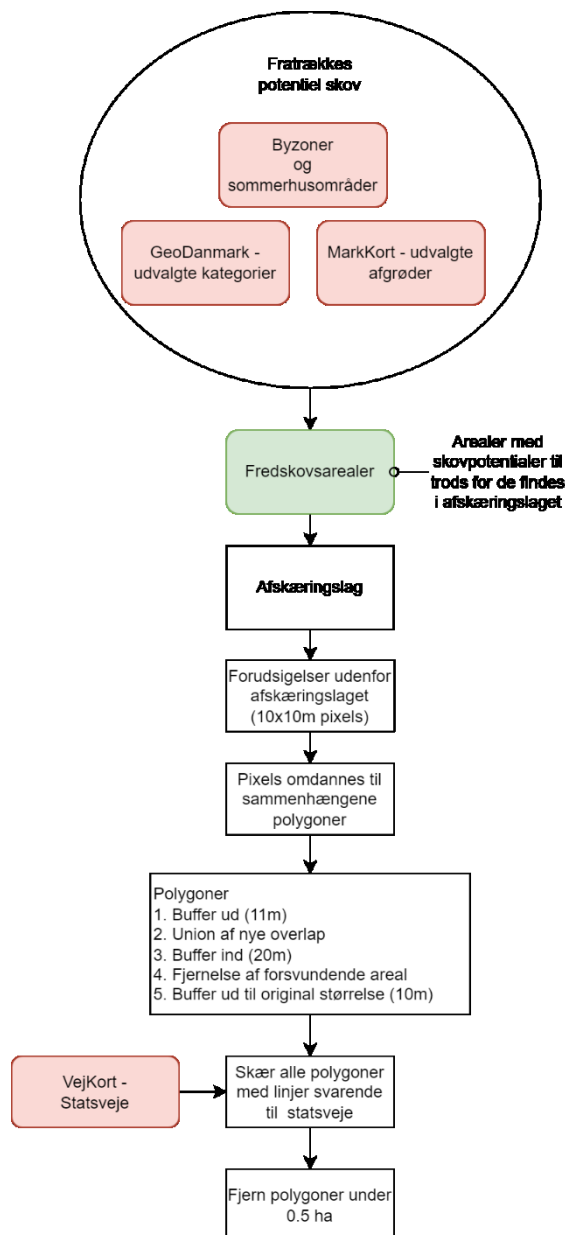 Fratrækkes
potentiel skov
Byzoner
og
sommerhusområder
GeoDanmark -
udvalgte kategorier
MarkKort - udvalgte
afgrøder
Fredskovsarealer
Arealer med
skovpotentialer til
trods for de findes
i afskæringslaget
Afskæringslag
Forudsigelser udenfor
afskæringslaget
(10x10m pixels)
Pixels omdannes til
sammenhængene
polygoner
Polygoner
1. Buffer ud (11m)
2. Union af nye overlap
3. Buffer ind (20m)
4. Fjernelse af forsvundende areal
5. Buffer ud til original størrelse (10m)
VejKort -
Statsveje
Skær alle polygoner
med linjer svarende
til statsveje
Fjern polygoner under
0.5 ha